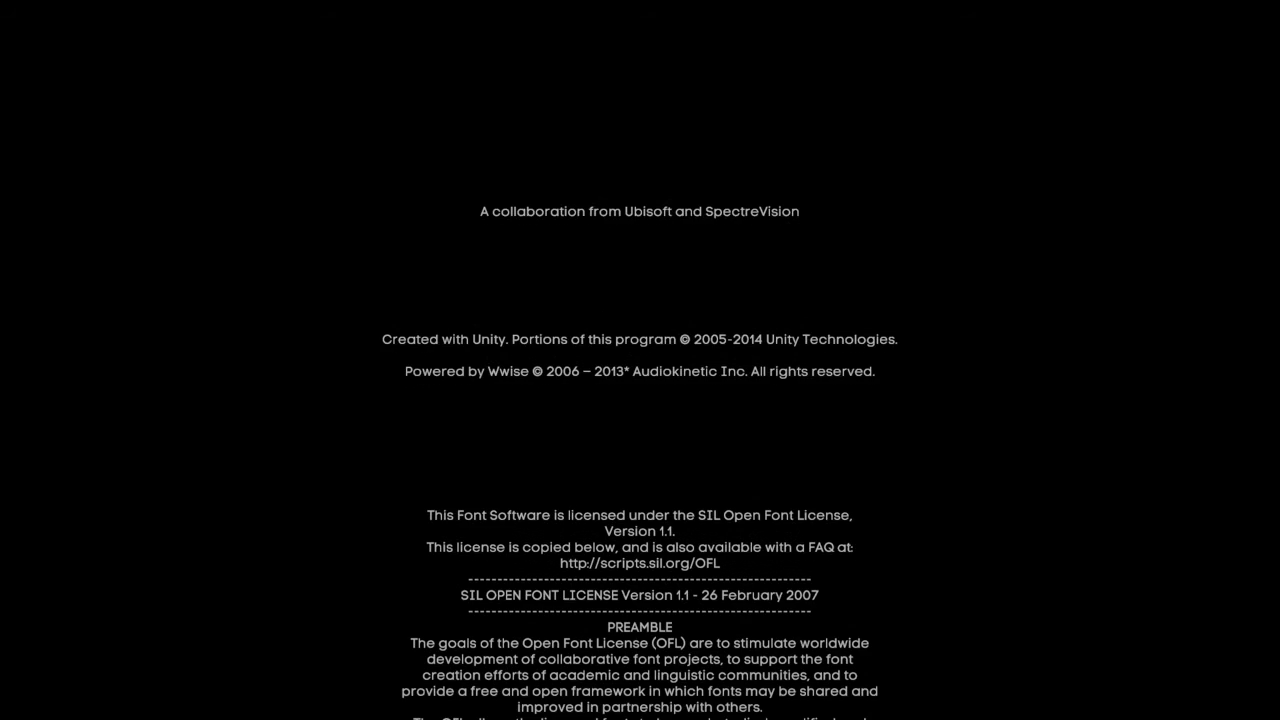 A collaboration from Ubisoft and SpectreVision
Created with Unity. Portions of this program © 2005-2014 Unity Technologies.
Powered by Wwise © 2006 – 2013* Audiokinetic Inc. All rights reserved.
This Font Software is licensed under the SIL Open Font License,
Version 1.1.
This license is copied below, and is also available with a FAQ at:
http://scripts.sil.org/OFL
-----------------------------------------------------------
SIL OPEN FONT LICENSE Version 1.1 - 26 February 2007
-----------------------------------------------------------
PREAMBLE
The goals of the Open Font License (OFL) are to stimulate worldwide
development of collaborative font projects, to support the font
creation efforts of academic and linguistic communities, and to
provide a free and open framework in which fonts may be shared and
improved in partnership with others.